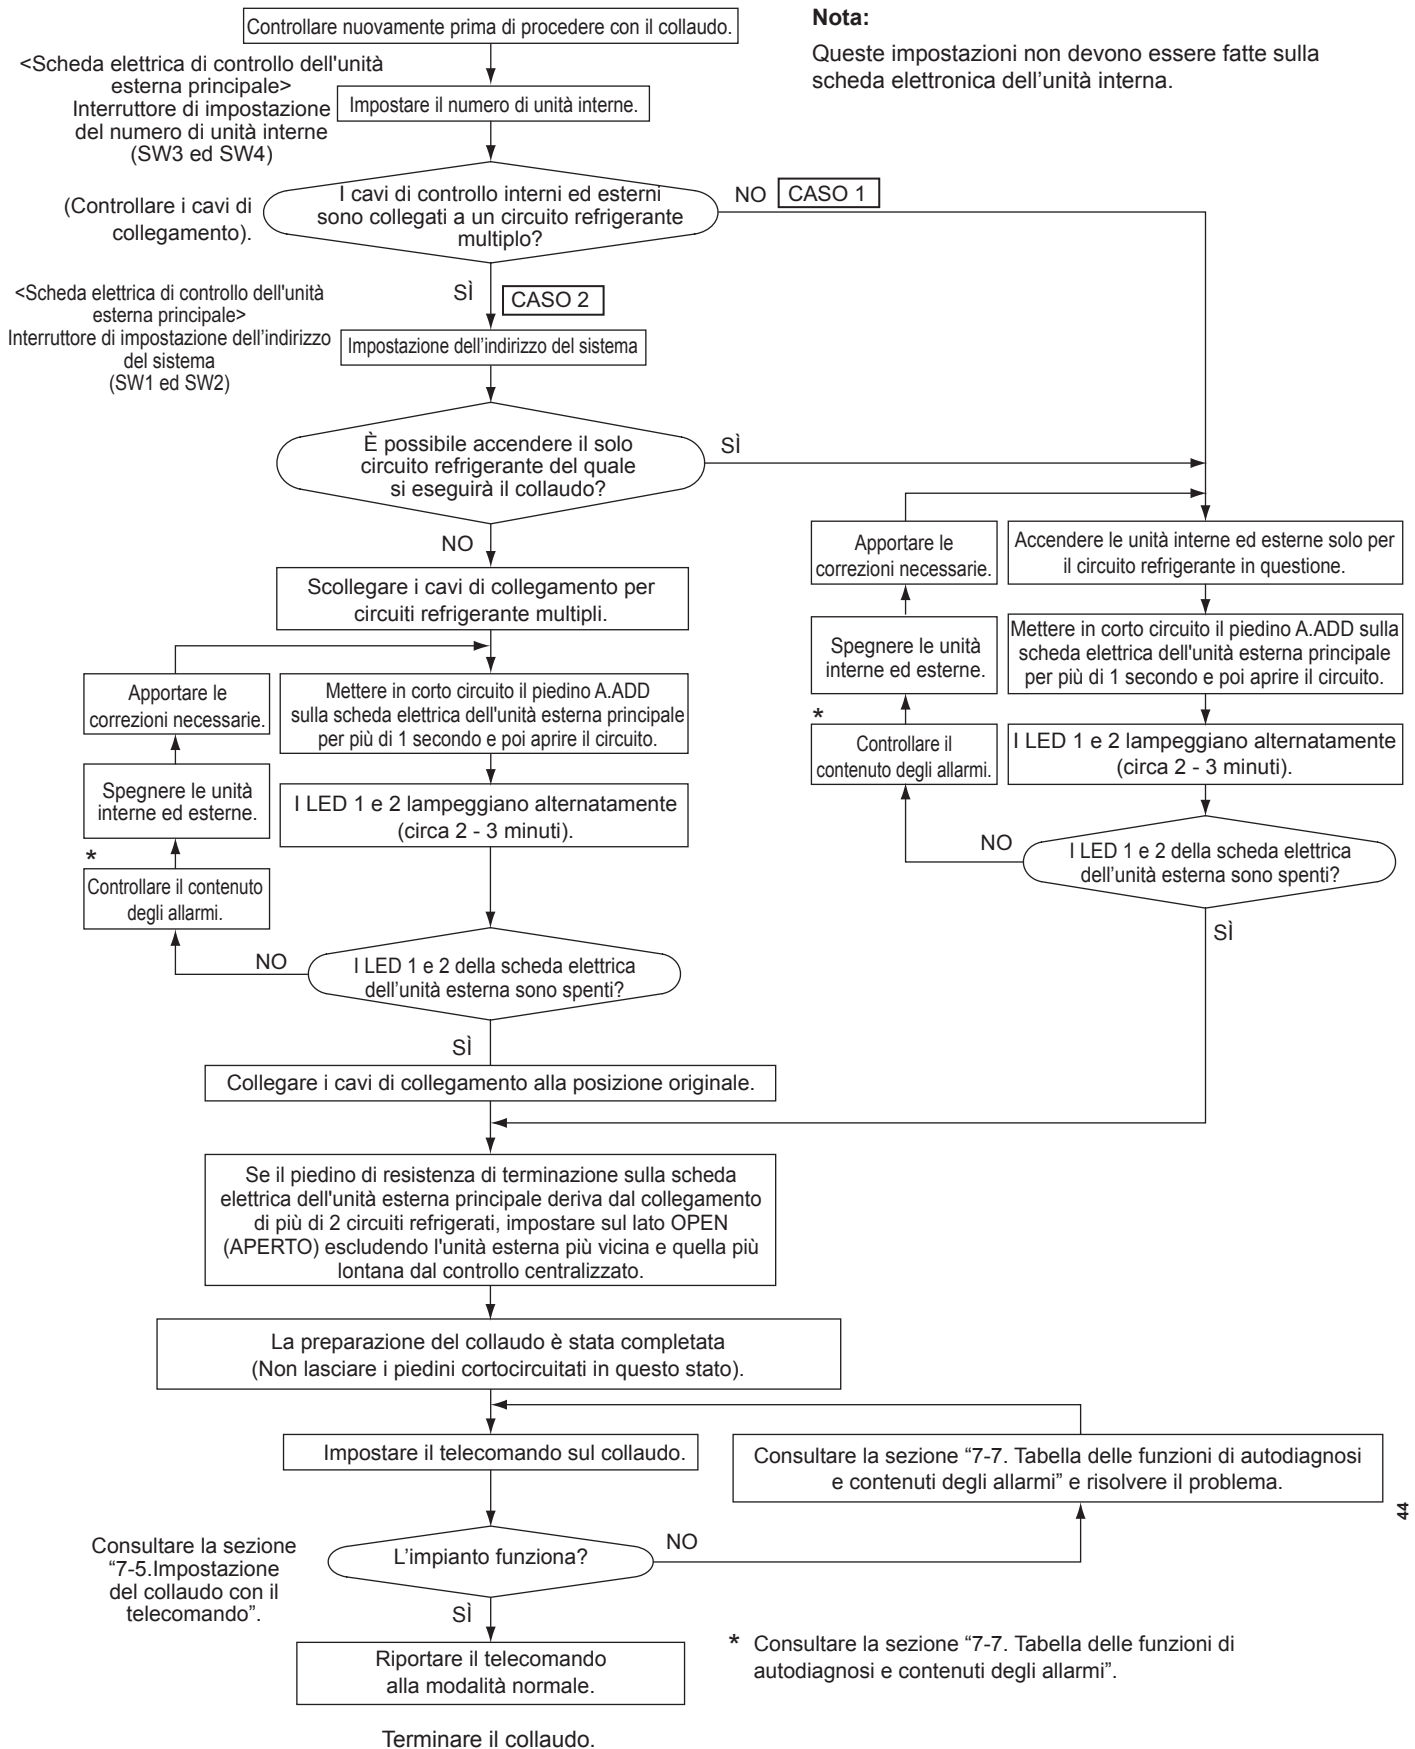 Controllare nuovamente prima di procedere con il collaudo.
Nota:
Queste impostazioni non devono essere fatte sulla
scheda elettronica dell’unità interna.
<Scheda elettrica di controllo dell'unità
esterna principale>
Interruttore di impostazione
del numero di unità interne
(SW3 ed SW4)
Impostare il numero di unità interne.
(Controllare i cavi di
collegamento).
I cavi di controllo interni ed esterni
sono collegati a un circuito refrigerante
multiplo?
NO
CASO 1
SÌ
CASO 2
<Scheda elettrica di controllo dell'unità
esterna principale>
Interruttore di impostazione dell’indirizzo
del sistema
(SW1 ed SW2)
Impostazione dell’indirizzo del sistema
È possibile accendere il solo
circuito refrigerante del quale
si eseguirà il collaudo?
SÌ
NO
Scollegare i cavi di collegamento per
circuiti refrigerante multipli.
Apportare le
correzioni necessarie.
Mettere in corto circuito il piedino A.ADD
sulla scheda elettrica dell'unità esterna principale
per più di 1 secondo e poi aprire il circuito.
Spegnere le unità
interne ed esterne.
I LED 1 e 2 lampeggiano alternatamente
(circa 2 - 3 minuti).
*
Controllare il contenuto
degli allarmi.
NO
I LED 1 e 2 della scheda elettrica
dell’unità esterna sono spenti?
SÌ
Collegare i cavi di collegamento alla posizione originale.
Apportare le
correzioni necessarie.
Accendere le unità interne ed esterne solo per
il circuito refrigerante in questione.
Spegnere le unità
interne ed esterne.
Mettere in corto circuito il piedino A.ADD sulla
scheda elettrica dell'unità esterna principale
per più di 1 secondo e poi aprire il circuito.
*
Controllare il
contenuto degli allarmi.
I LED 1 e 2 lampeggiano alternatamente
(circa 2 - 3 minuti).
NO
I LED 1 e 2 della scheda elettrica
dell’unità esterna sono spenti?
SÌ
Se il piedino di resistenza di terminazione sulla scheda
elettrica dell'unità esterna principale deriva dal collegamento
di più di 2 circuiti refrigerati, impostare sul lato OPEN
(APERTO) escludendo l'unità esterna più vicina e quella più
lontana dal controllo centralizzato.
La preparazione del collaudo è stata completata
(Non lasciare i piedini cortocircuitati in questo stato).
Impostare il telecomando sul collaudo.
Consultare la sezione “7-7. Tabella delle funzioni di autodiagnosi
e contenuti degli allarmi” e risolvere il problema.
Consultare la sezione
“7-5.Impostazione
del collaudo con il
telecomando”.
L’impianto funziona?
NO
SÌ
Riportare il telecomando
alla modalità normale.
* Consultare la sezione “7-7. Tabella delle funzioni di
autodiagnosi e contenuti degli allarmi”.
Terminare il collaudo.
44